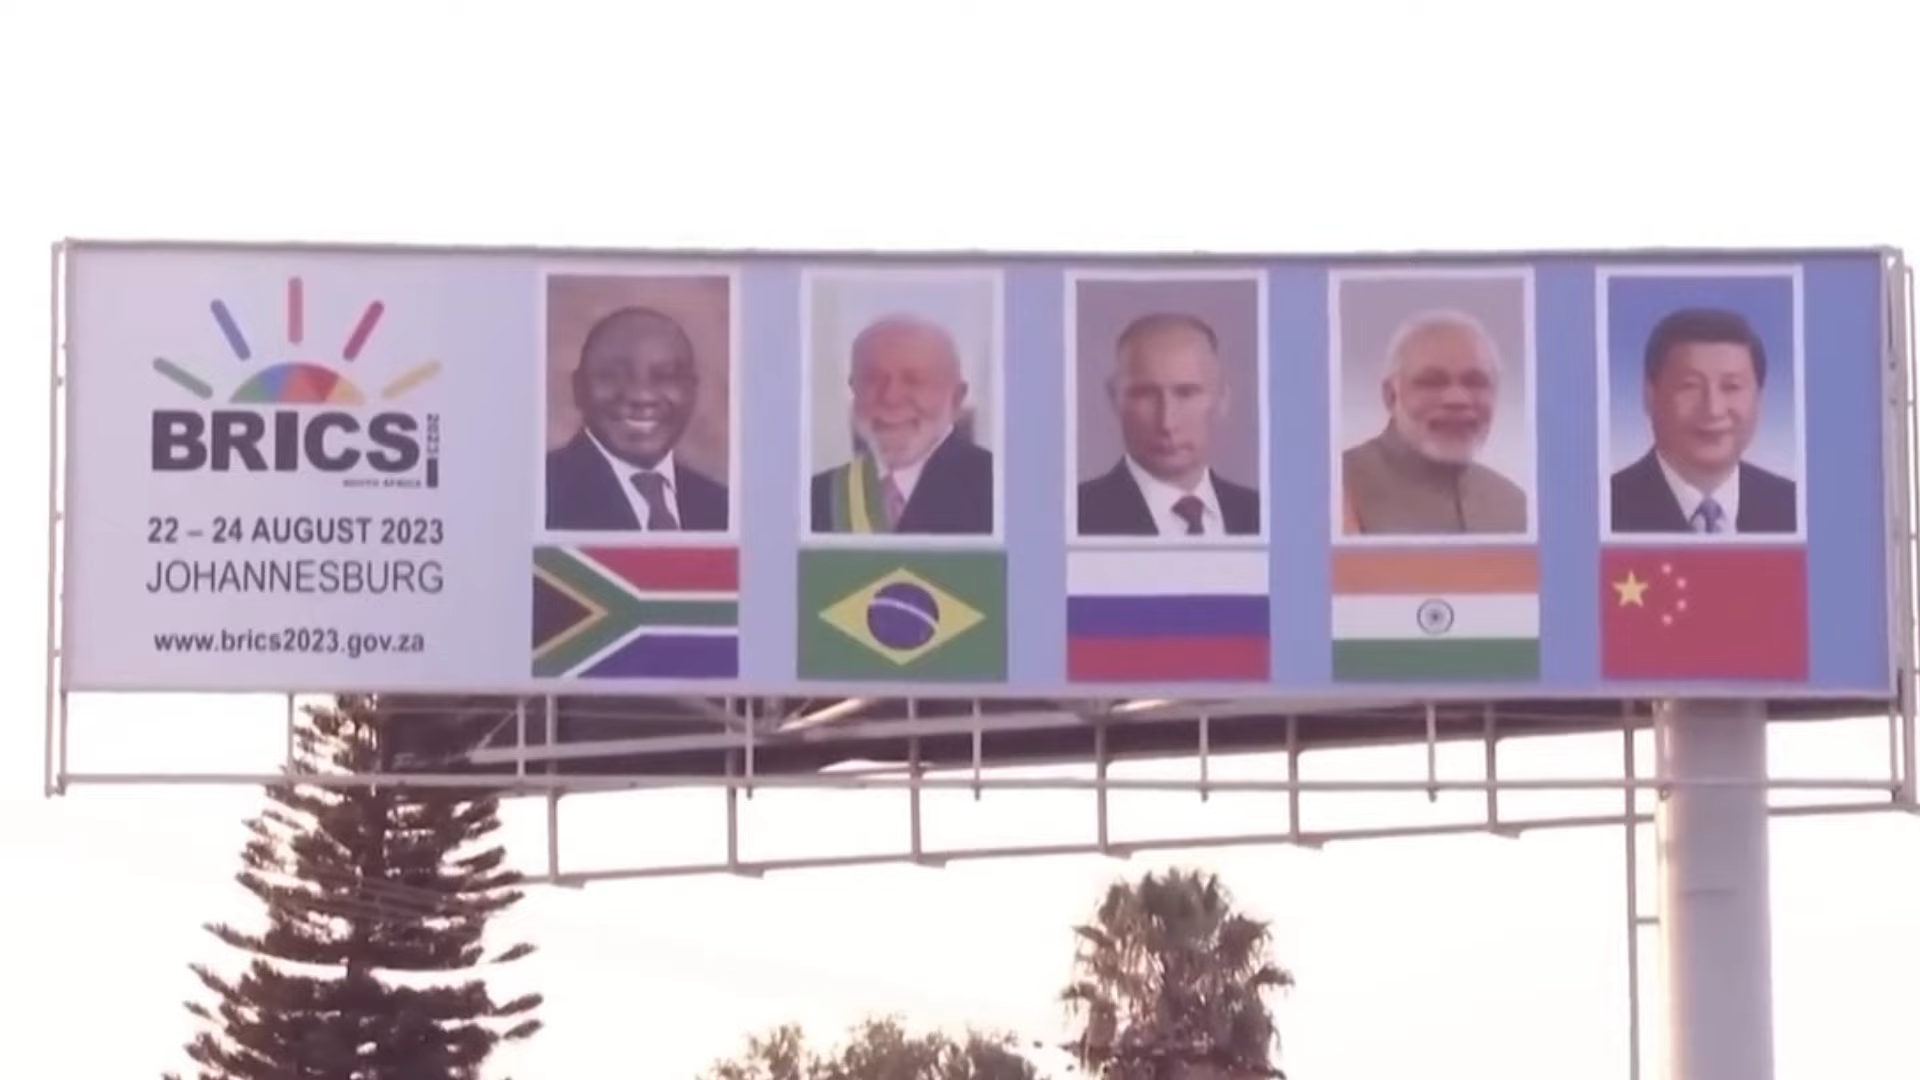 BRICS 2023
SOUTH AFRICA
22 – 24 AUGUST 2023
JOHANNESBURG
www.brics2023.gov.za